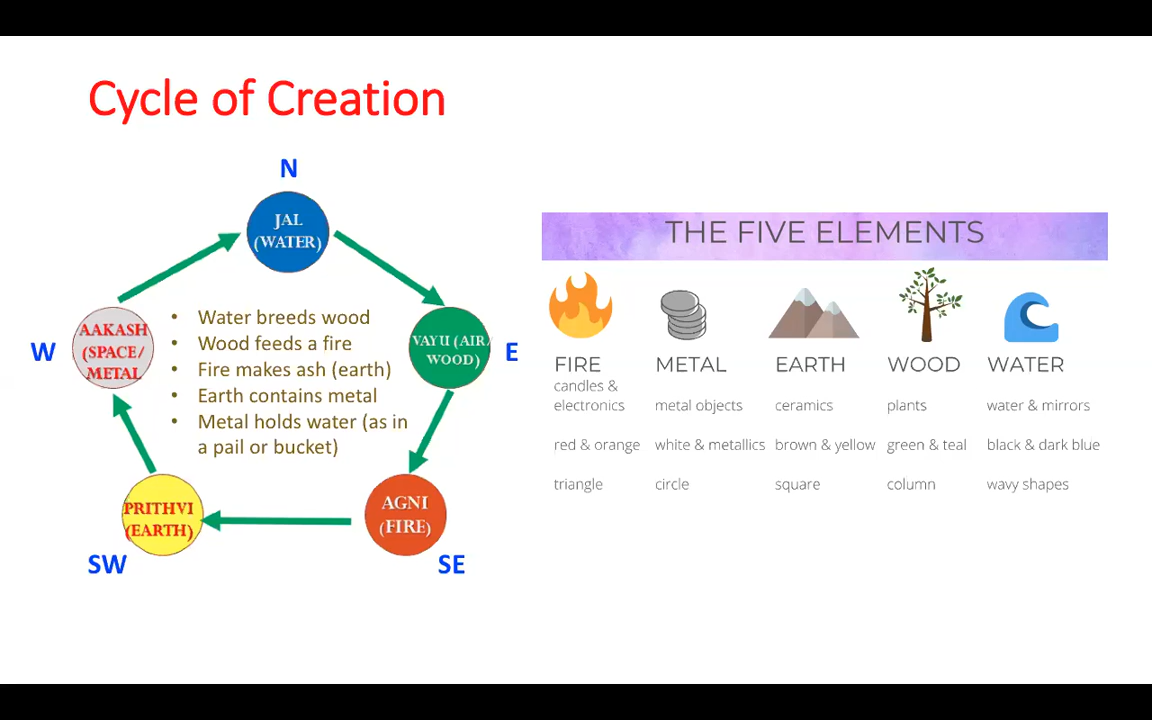 Cycle of Creation
N
JAL
(WATER)
AAKASH
(SPACE/
METAL
W
VAYU (AIR/
WOOD)
E
• Water breeds wood
• Wood feeds a fire
• Fire makes ash (earth)
• Earth contains metal
• Metal holds water (as in
a pail or bucket)
PRITHVI
(EARTH)
SW
AGNI
(FIRE)
SE
THE FIVE ELEMENTS
FIRE METAL EARTH WOOD WATER
candles &
electronics metal objects ceramics plants water & mirrors
red & orange white & metallics brown & yellow green & teal black & dark blue
triangle circle square column wavy shapes